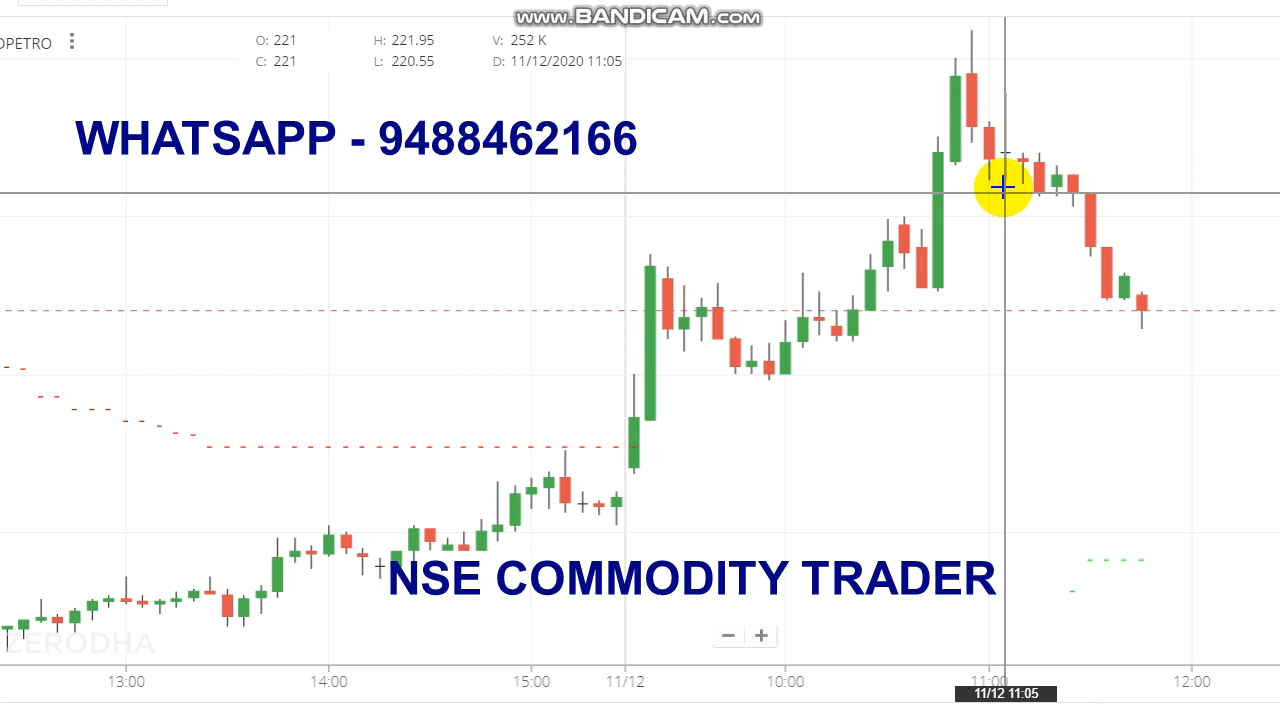 www.BANDICAM.com
OPETRO
O: 221 H: 221.95 V: 252 K
C: 221 L: 220.55 D: 11/12/2020 11:05
WHATSAPP - 9488462166
NSE COMMODITY TRADER
ZERODHA
− +
13:00 14:00 15:00 11/12 10:00 11:00 12:00
11/12 11:05